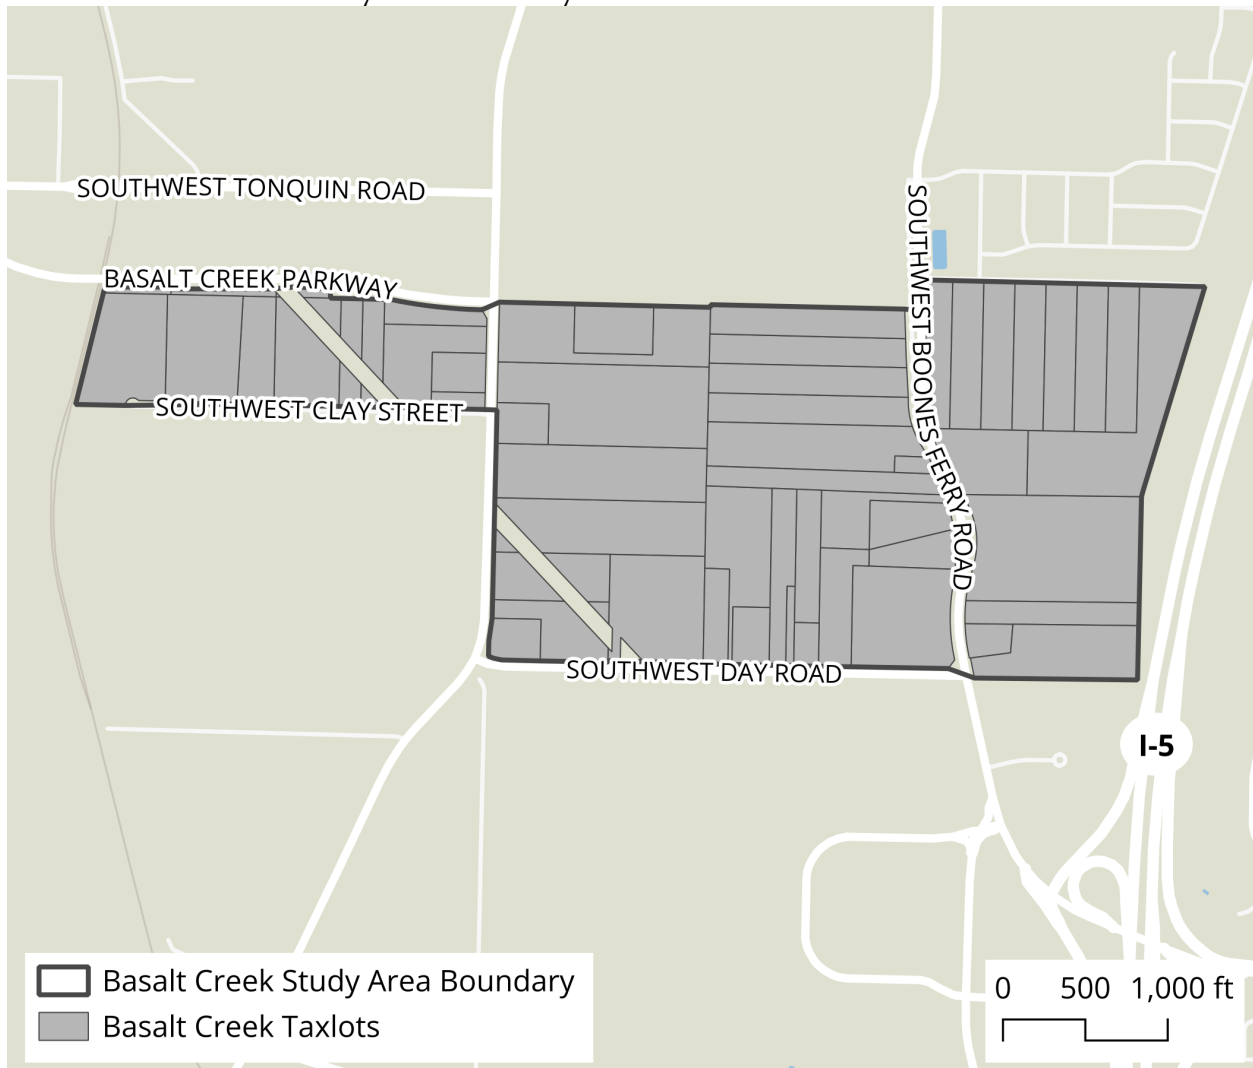 SOUTHWEST TONQUIN ROAD
SOUTHWEST BOONES FERRY ROAD
BASALT CREEK PARKWAY
SOUTHWEST CLAY STREET
SOUTHWEST DAY ROAD
I-5
Basalt Creek Study Area Boundary
Basalt Creek Taxlots
0 500 1,000 ft